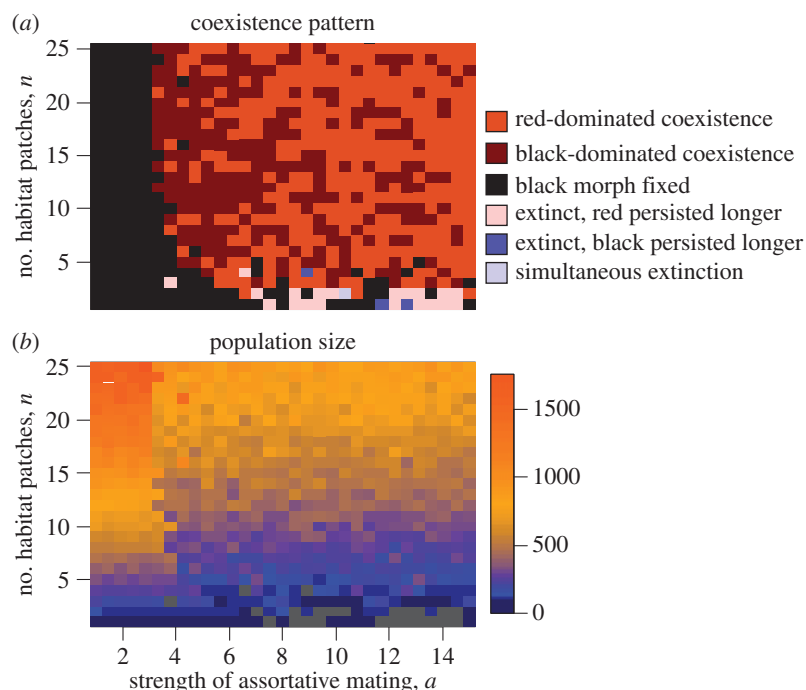 (a) coexistence pattern
25
20
15
10
5
no. habitat patches, n
red-dominated coexistence
black-dominated coexistence
black morph fixed
extinct, red persisted longer
extinct, black persisted longer
simultaneous extinction
(b) population size
25
20
15
10
5
no. habitat patches, n
1500
1000
500
0
2 4 6 8 10 12 14
strength of assortative mating, a